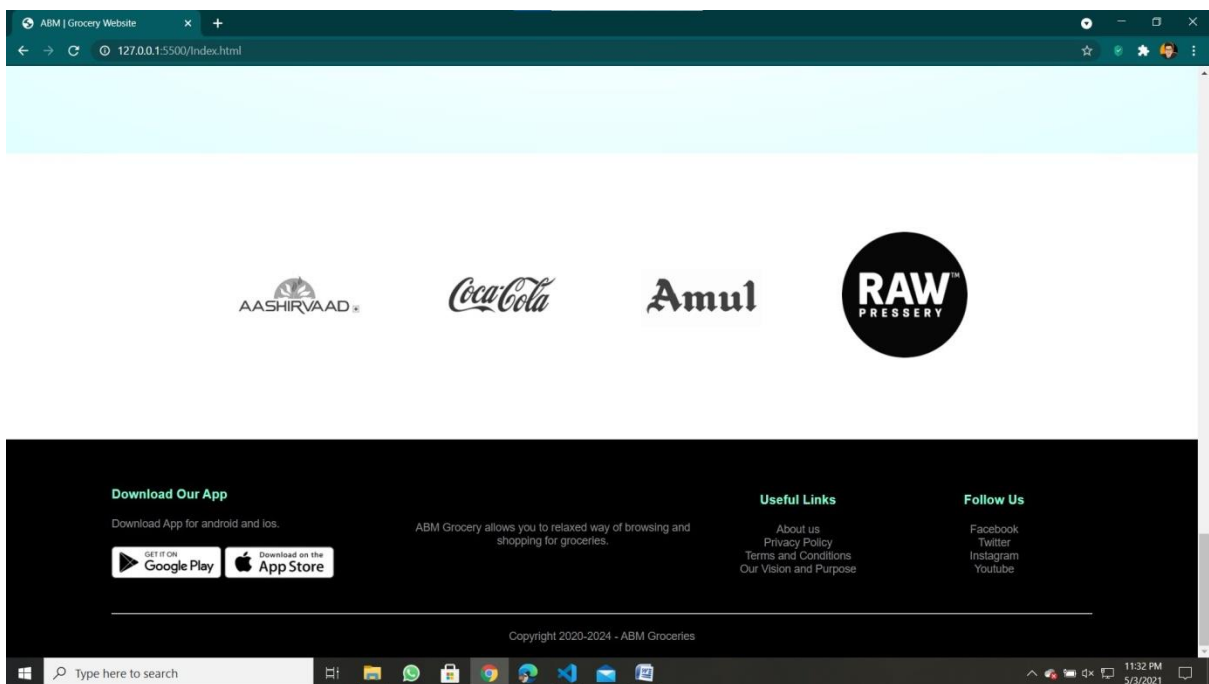 ABM | Grocery Website
127.0.0.1:5500/Index.html
AASHIRVAAD
Coca-Cola
Amul
RAW™
PRESSERY
Download Our App
Download App for android and ios.
GET IT ON
Google Play
Download on the
App Store
ABM Grocery allows you to relaxed way of browsing and
shopping for groceries.
Useful Links
About us
Privacy Policy
Terms and Conditions
Our Vision and Purpose
Follow Us
Facebook
Twitter
Instagram
Youtube
Copyright 2020-2024 - ABM Groceries
Type here to search
11:32 PM
5/3/2021